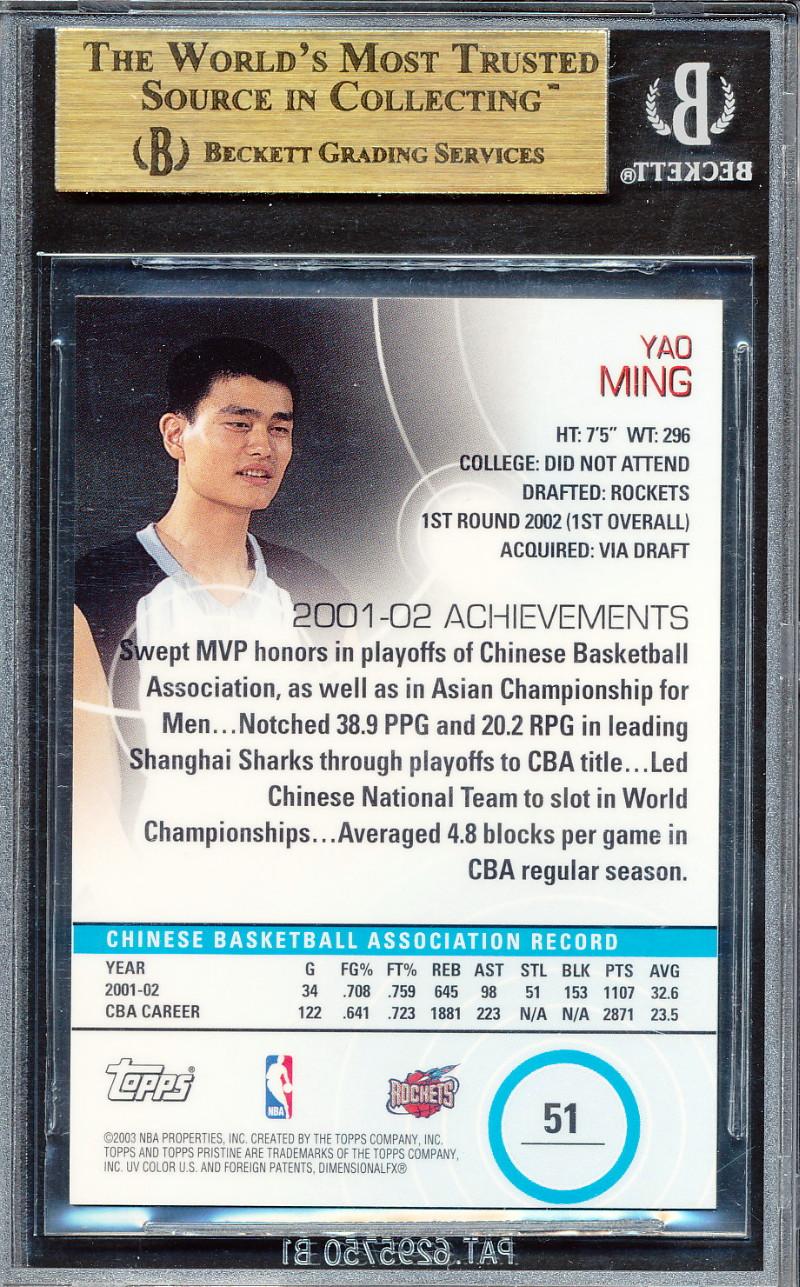 THE WORLD'S MOST TRUSTED
SOURCE IN COLLECTING™
B BECKETT GRADING SERVICES
B
BECKETT®
YAO
MING
HT: 7'5" WT: 296
COLLEGE: DID NOT ATTEND
DRAFTED: ROCKETS
1ST ROUND 2002 (1ST OVERALL)
ACQUIRED: VIA DRAFT
2001-02 ACHIEVEMENTS
Swept MVP honors in playoffs of Chinese Basketball
Association, as well as in Asian Championship for
Men...Notched 38.9 PPG and 20.2 RPG in leading
Shanghai Sharks through playoffs to CBA title...Led
Chinese National Team to slot in World
Championships...Averaged 4.8 blocks per game in
CBA regular season.
CHINESE BASKETBALL ASSOCIATION RECORD
YEAR G FG% FT% REB AST STL BLK PTS AVG
2001-02 34 .708 .759 645 98 51 153 1107 32.6
CBA CAREER 122 .641 .723 1881 223 N/A N/A 2871 23.5
Topps®
NBA
ROCKETS
51
©2003 NBA PROPERTIES, INC. CREATED BY THE TOPPS COMPANY, INC.
TOPPS AND TOPPS PRISTINE ARE TRADEMARKS OF THE TOPPS COMPANY,
INC. UV COLOR U.S. AND FOREIGN PATENTS, DIMENSIONALFX®
PAT. 6295750 B1